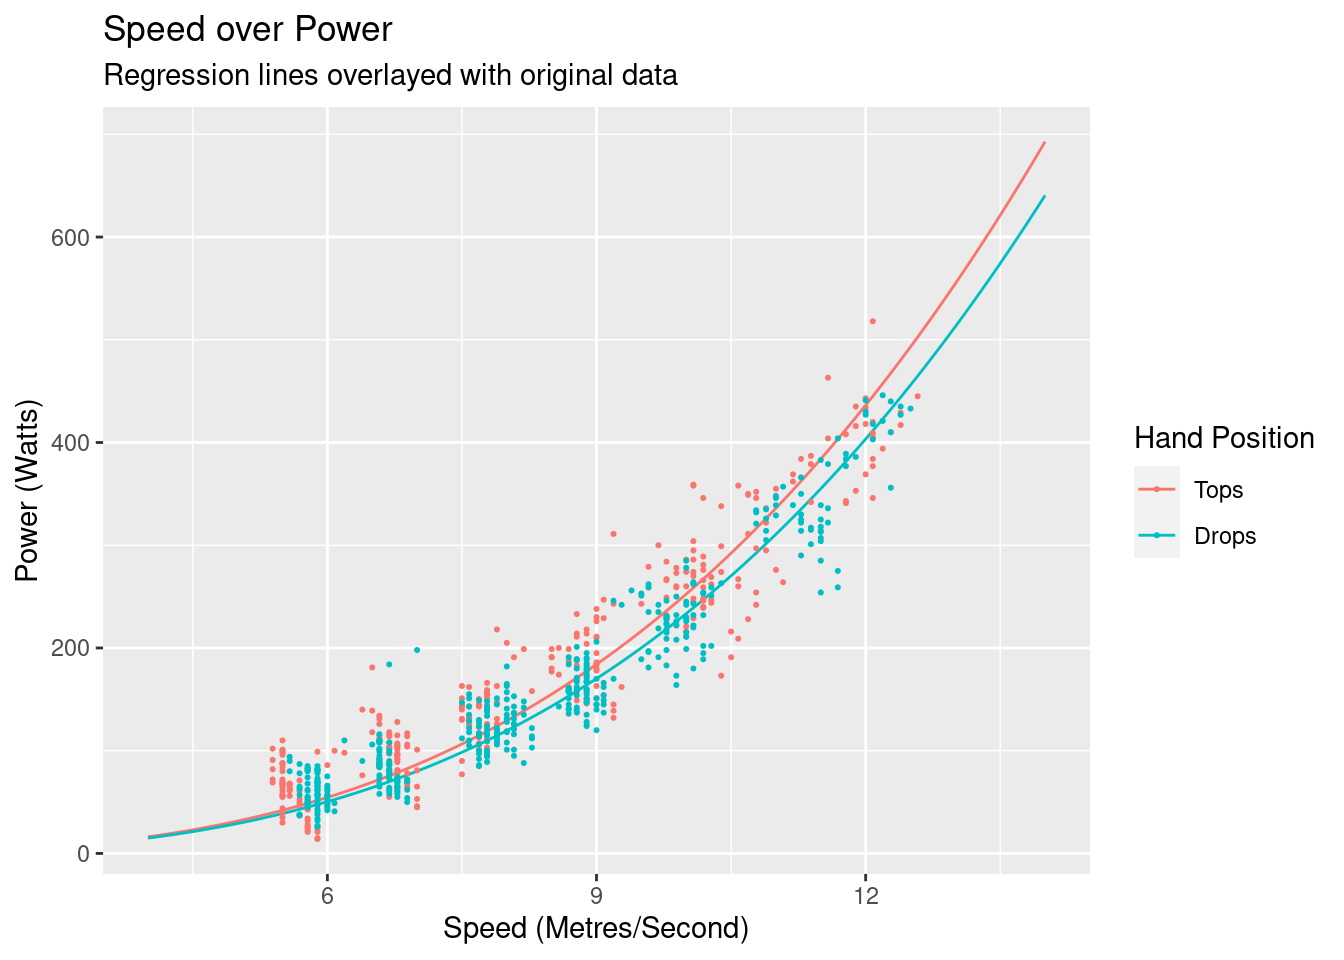 Speed over Power
Regression lines overlayed with original data
600
400
200
0
Power (Watts)
6 9 12
Speed (Metres/Second)
Hand Position
Tops
Drops